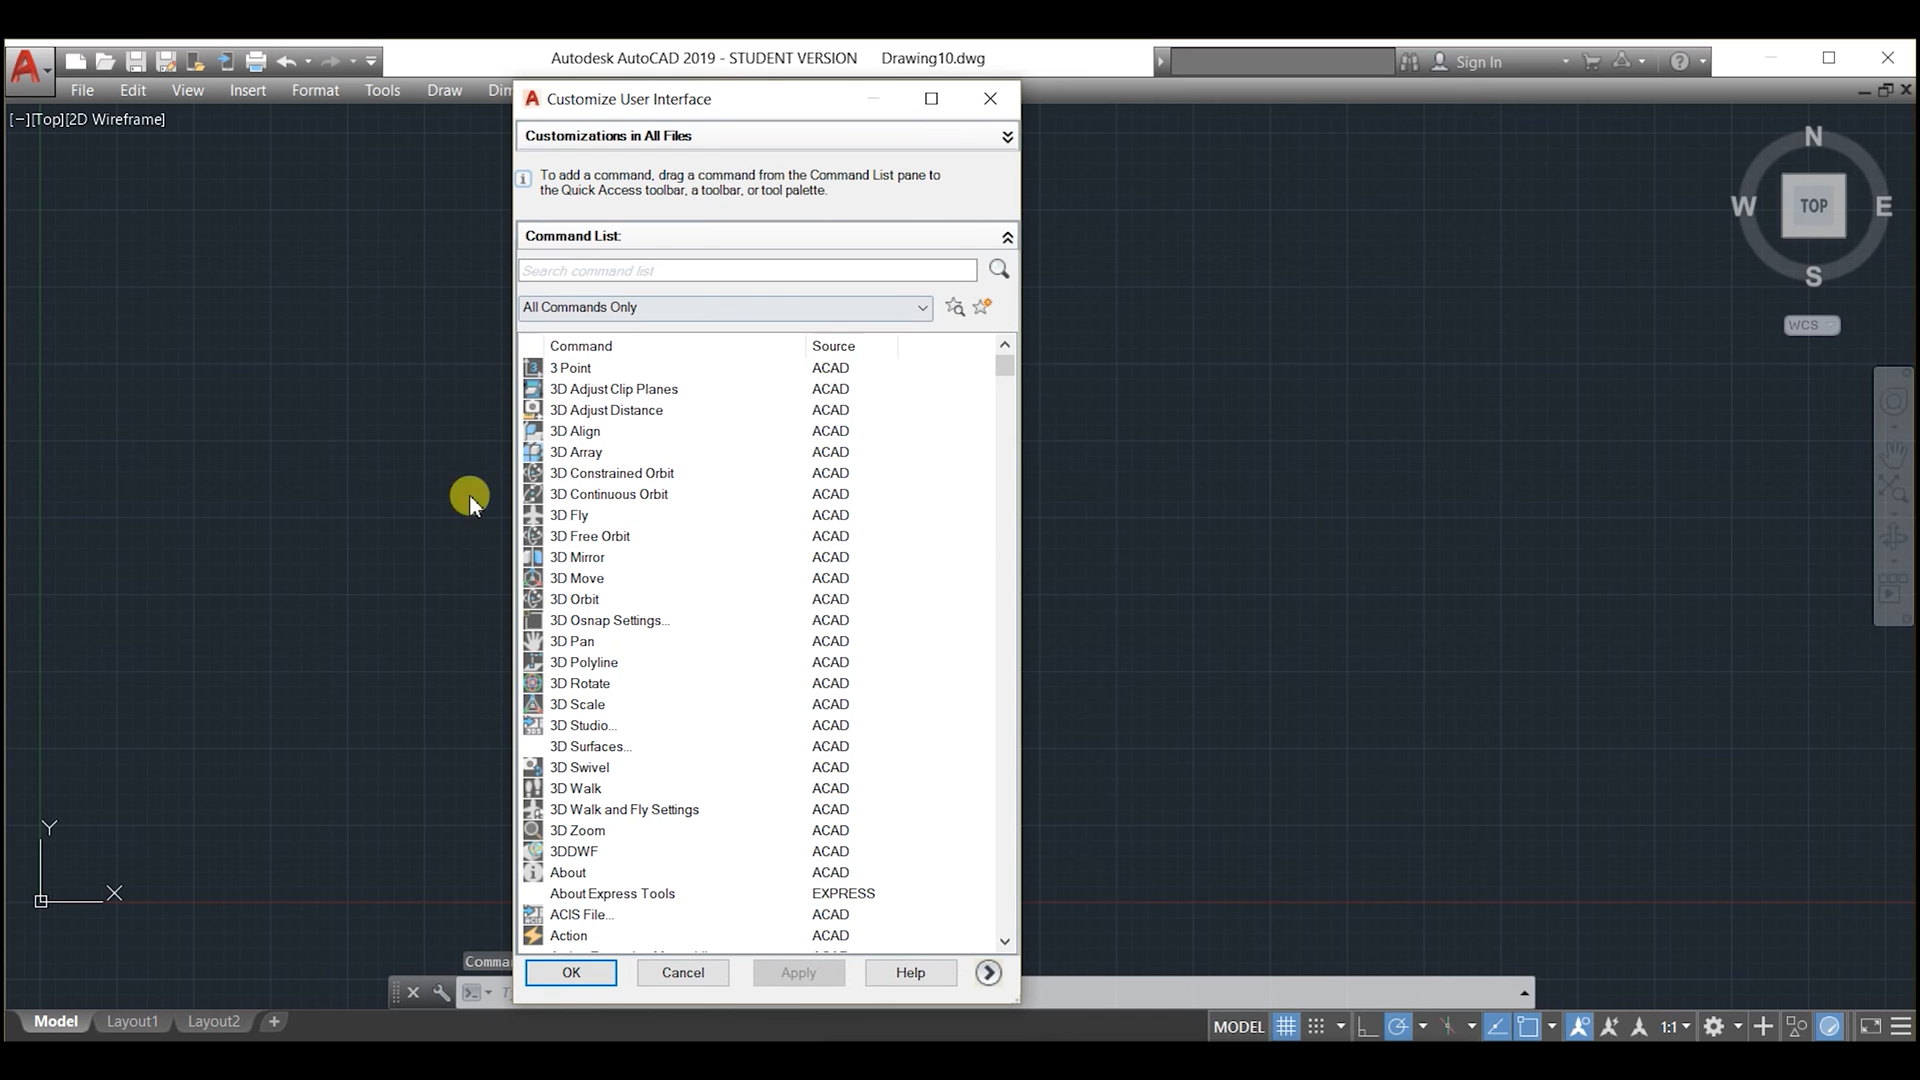 Autodesk AutoCAD 2019 - STUDENT VERSION Drawing10.dwg
Sign In
File Edit View Insert Format Tools Draw Dim
[−][Top][2D Wireframe]
Customize User Interface
Customizations in All Files
To add a command, drag a command from the Command List pane to
the Quick Access toolbar, a toolbar, or tool palette.
Command List:
Search command list
All Commands Only
Command Source
3 Point ACAD
3D Adjust Clip Planes ACAD
3D Adjust Distance ACAD
3D Align ACAD
3D Array ACAD
3D Constrained Orbit ACAD
3D Continuous Orbit ACAD
3D Fly ACAD
3D Free Orbit ACAD
3D Mirror ACAD
3D Move ACAD
3D Orbit ACAD
3D Osnap Settings... ACAD
3D Pan ACAD
3D Polyline ACAD
3D Rotate ACAD
3D Scale ACAD
3D Studio... ACAD
3D Surfaces... ACAD
3D Swivel ACAD
3D Walk ACAD
3D Walk and Fly Settings ACAD
3D Zoom ACAD
3DDWF ACAD
About ACAD
About Express Tools EXPRESS
ACIS File... ACAD
Action ACAD
OK Cancel Apply Help
N
W TOP E
S
WCS
Y
X
Comma
Model Layout1 Layout2 +
MODEL 1:1